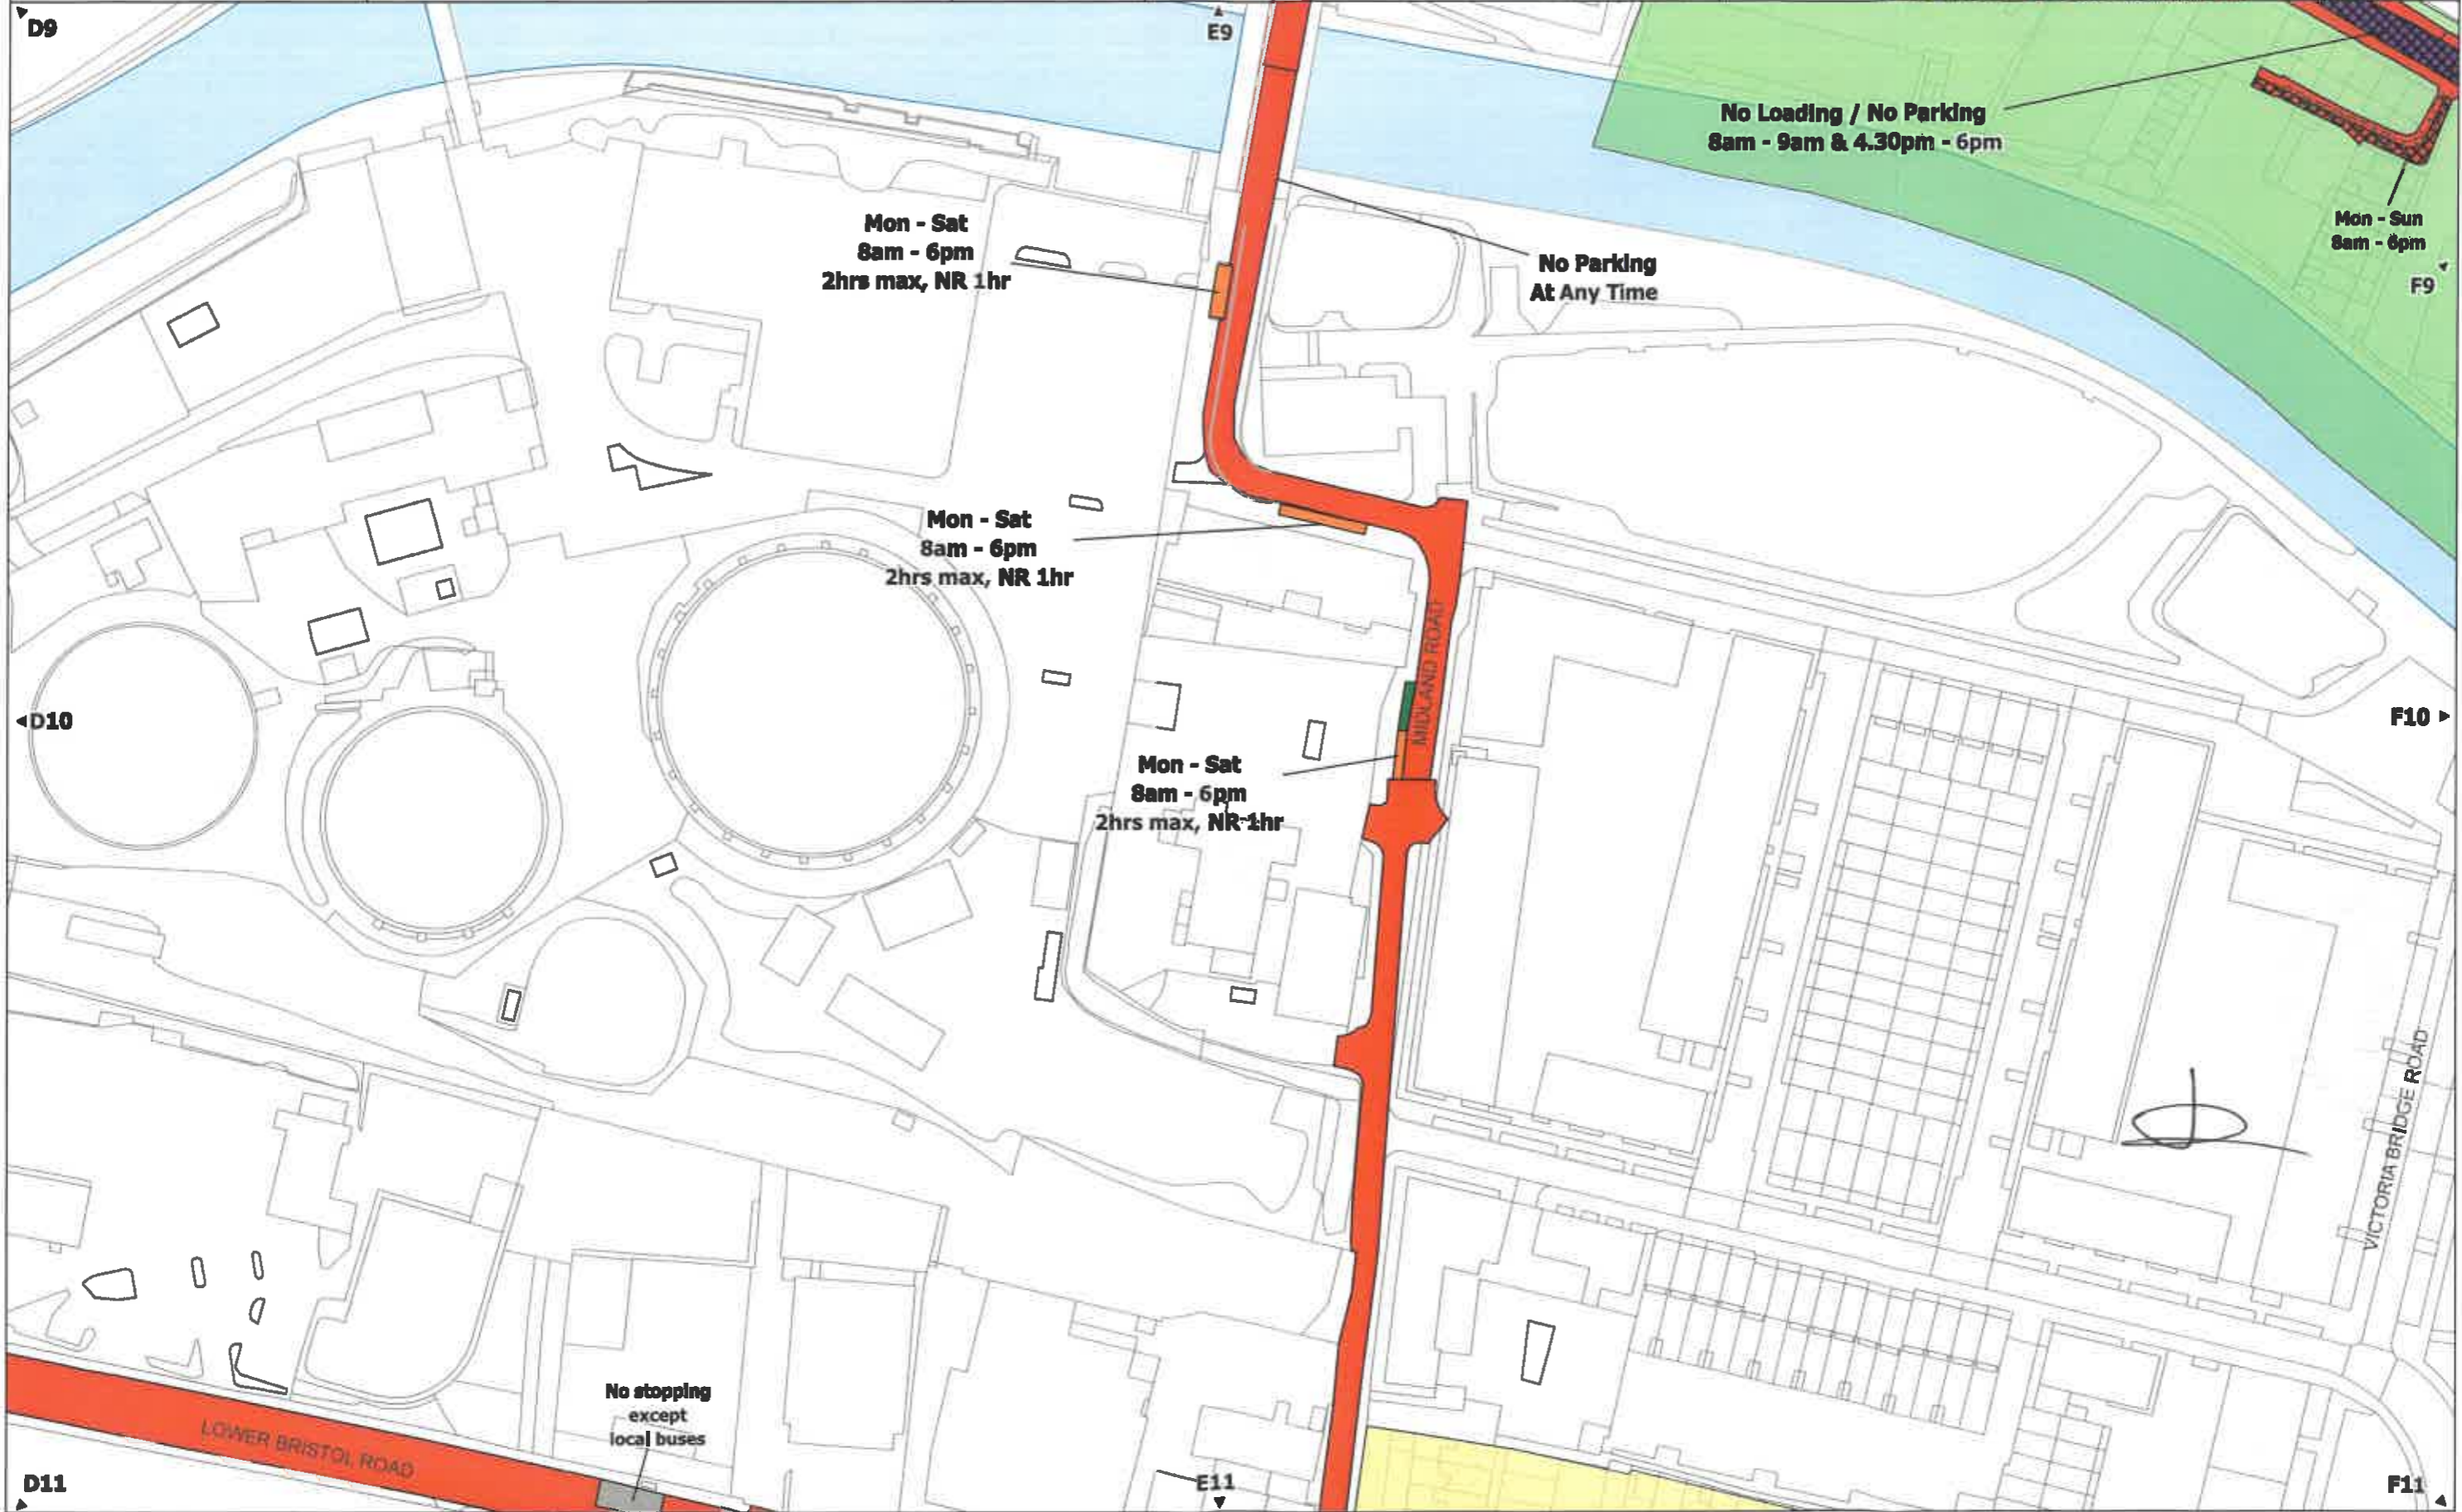 D9
E9
No Loading / No Parking
8am - 9am & 4.30pm - 6pm
Mon - Sun
8am - 6pm
F9
Mon - Sat
8am - 6pm
2hrs max, NR 1hr
No Parking
At Any Time
Mon - Sat
8am - 6pm
2hrs max, NR 1hr
MIDLAND ROAD
D10
F10
Mon - Sat
8am - 6pm
2hrs max, NR 1hr
VICTORIA BRIDGE ROAD
No stopping
except
local buses
LOWER BRISTOL ROAD
D11
E11
F11